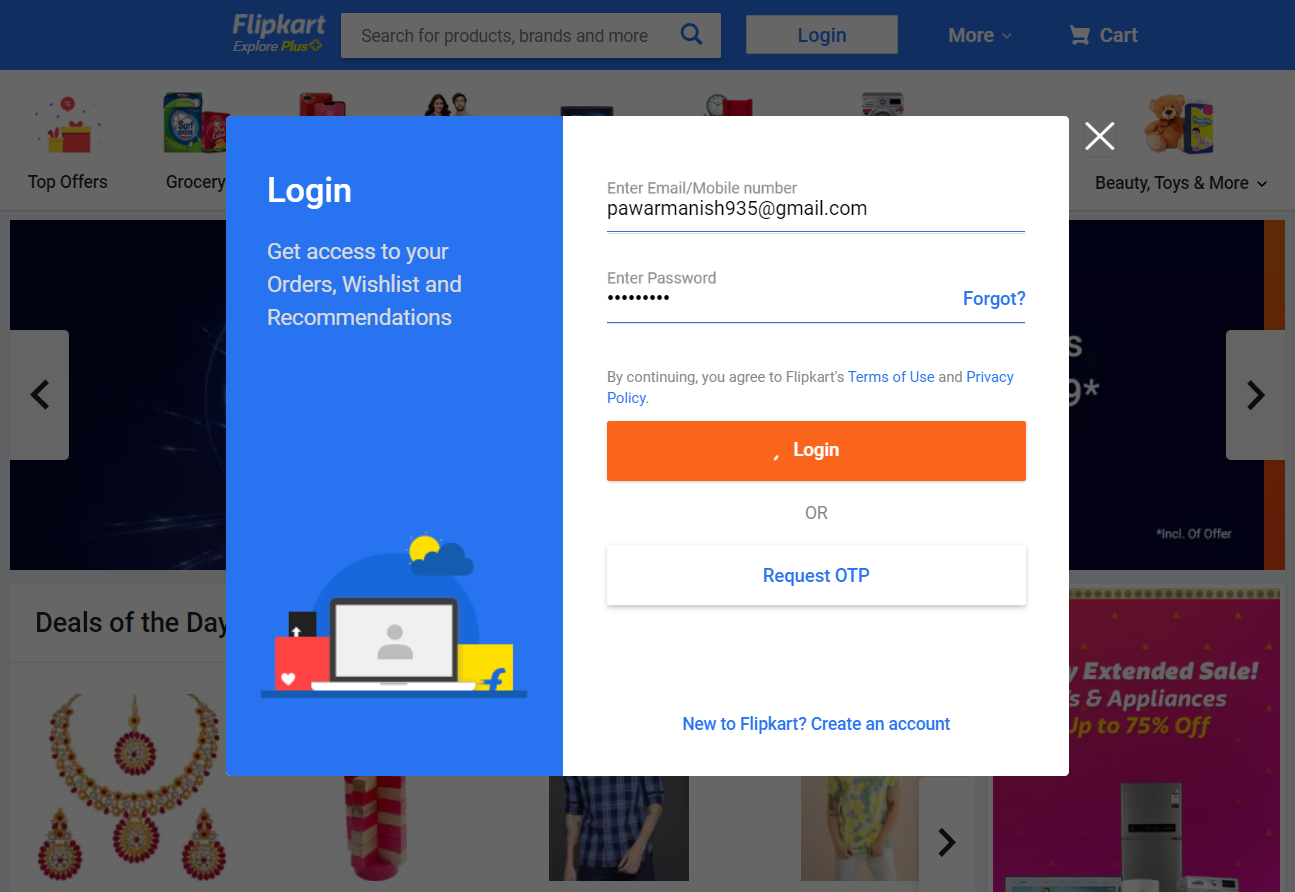 Flipkart
Explore Plus
Search for products, brands and more
Login
More
Cart
Surf excel
Top Offers
Grocery
Beauty, Toys & More
Login
Get access to your
Orders, Wishlist and
Recommendations
Enter Email/Mobile number
pawarmanish935@gmail.com
Enter Password
•••••••••
Forgot?
By continuing, you agree to Flipkart's Terms of Use and Privacy
Policy.
Login
OR
Request OTP
New to Flipkart? Create an account
s
9*
*Incl. Of Offer
Deals of the Day
y Extended Sale!
s & Appliances
Up to 75% Off